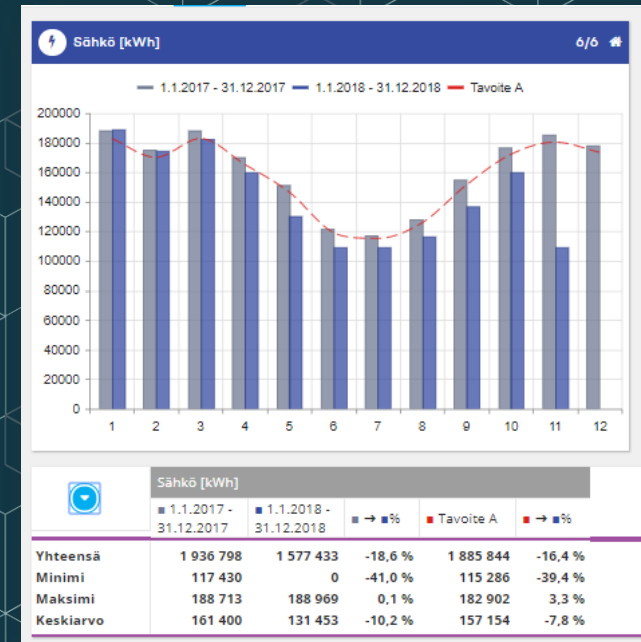 Sähkö [kWh] 6/6
1.1.2017 - 31.12.2017 1.1.2018 - 31.12.2018 Tavoite A
200000
180000
160000
140000
120000
100000
80000
60000
40000
20000
0
1 2 3 4 5 6 7 8 9 10 11 12
Sähkö [kWh]
1.1.2017 - 31.12.2017 1.1.2018 - 31.12.2018 → % Tavoite A → %
Yhteensä 1 936 798 1 577 433 -18,6 % 1 885 844 -16,4 %
Minimi 117 430 0 -41,0 % 115 286 -39,4 %
Maksimi 188 713 188 969 0,1 % 182 902 3,3 %
Keskiarvo 161 400 131 453 -10,2 % 157 154 -7,8 %